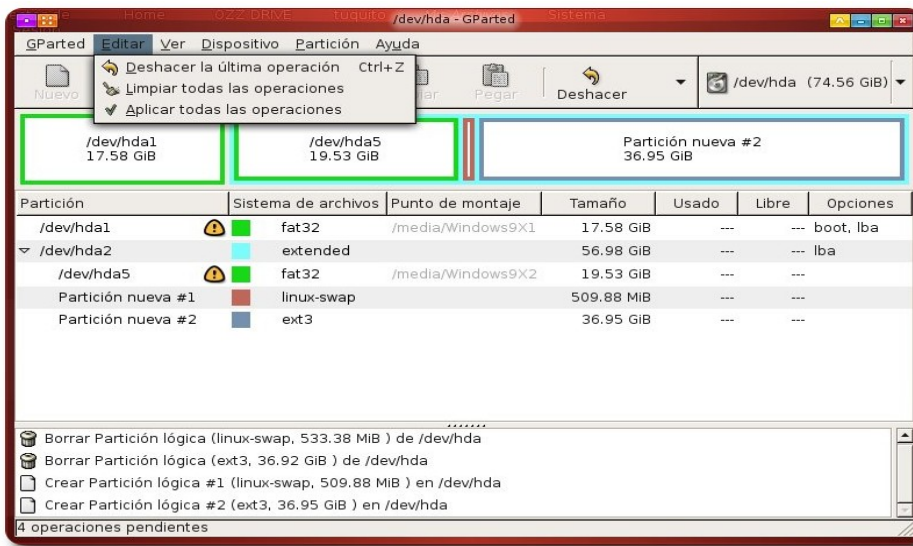 Home OZZ DRIVE tuquito Sistema
/dev/hda - GParted
GParted Editar Ver Dispositivo Partición Ayuda
Deshacer la última operación Ctrl+Z
Limpiar todas las operaciones
Aplicar todas las operaciones
Nuevo Pegar Deshacer /dev/hda (74.56 GiB)
/dev/hda1
17.58 GiB
/dev/hda5
19.53 GiB
Partición nueva #2
36.95 GiB
Partición Sistema de archivos Punto de montaje Tamaño Usado Libre Opciones
/dev/hda1 fat32 /media/Windows9X1 17.58 GiB --- --- boot, lba
/dev/hda2 extended 56.98 GiB --- --- lba
/dev/hda5 fat32 /media/Windows9X2 19.53 GiB --- ---
Partición nueva #1 linux-swap 509.88 MiB --- ---
Partición nueva #2 ext3 36.95 GiB --- ---
Borrar Partición lógica (linux-swap, 533.38 MiB ) de /dev/hda
Borrar Partición lógica (ext3, 36.92 GiB ) de /dev/hda
Crear Partición lógica #1 (linux-swap, 509.88 MiB ) en /dev/hda
Crear Partición lógica #2 (ext3, 36.95 GiB ) en /dev/hda
4 operaciones pendientes